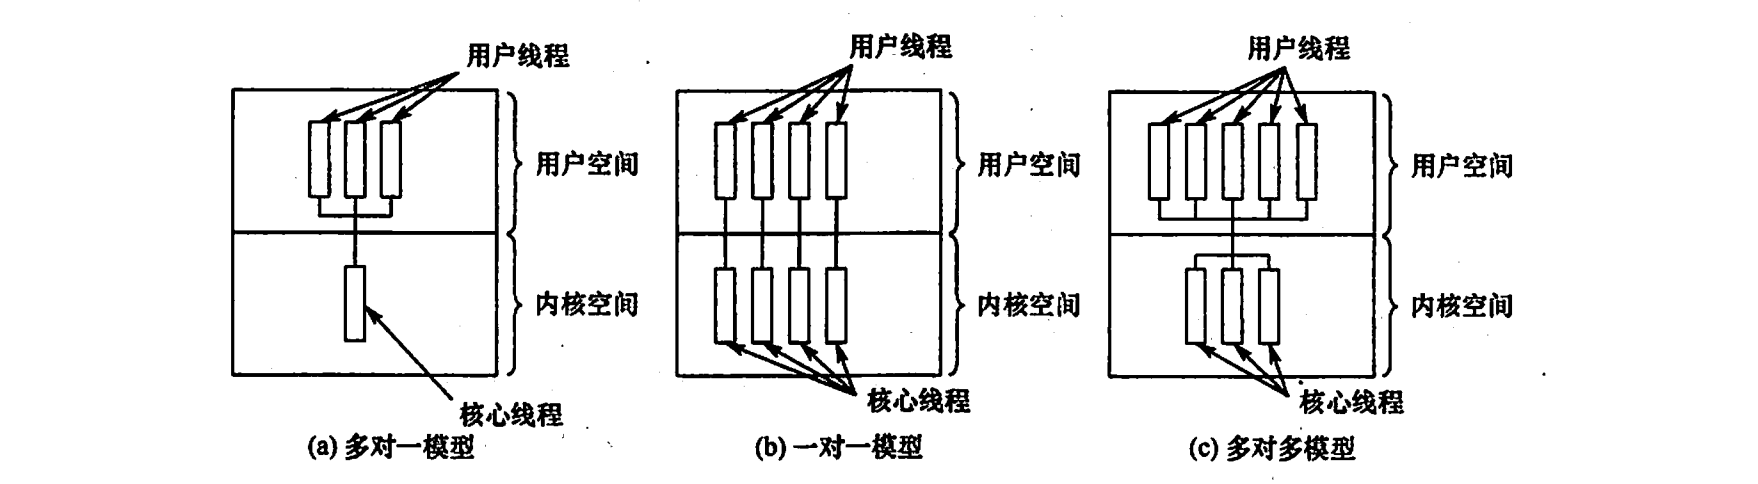 用户线程
用户空间
内核空间
核心线程
(a) 多对一模型
用户线程
用户空间
内核空间
核心线程
(b) 一对一模型
用户线程
用户空间
内核空间
核心线程
(c) 多对多模型